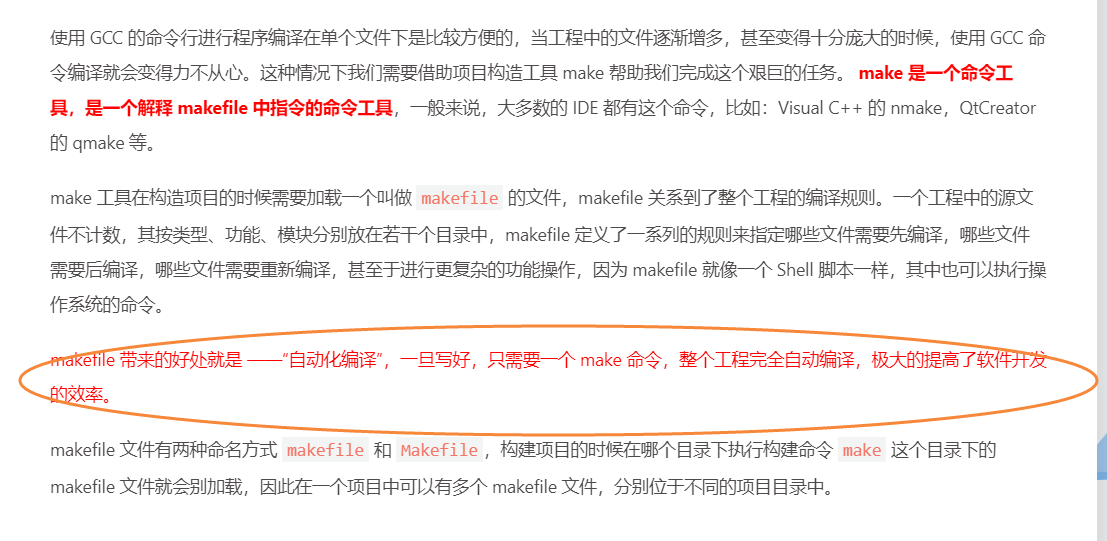 使用 GCC 的命令行进行程序编译在单个文件下是比较方便的，当工程中的文件逐渐增多，甚至变得十分庞大的时候，使用 GCC 命
令编译就会变得力不从心。这种情况下我们需要借助项目构造工具 make 帮助我们完成这个艰巨的任务。 make 是一个命令工
具，是一个解释 makefile 中指令的命令工具，一般来说，大多数的 IDE 都有这个命令，比如：Visual C++ 的 nmake，QtCreator
的 qmake 等。
make 工具在构造项目的时候需要加载一个叫做 makefile 的文件，makefile 关系到了整个工程的编译规则。一个工程中的源文
件不计数，其按类型、功能、模块分别放在若干个目录中，makefile 定义了一系列的规则来指定哪些文件需要先编译，哪些文件
需要后编译，哪些文件需要重新编译，甚至于进行更复杂的功能操作，因为 makefile 就像一个 Shell 脚本一样，其中也可以执行操
作系统的命令。
makefile 带来的好处就是 ——“自动化编译”，一旦写好，只需要一个 make 命令，整个工程完全自动编译，极大的提高了软件开发
的效率。
makefile 文件有两种命名方式 makefile 和 Makefile，构建项目的时候在哪个目录下执行构建命令 make 这个目录下的
makefile 文件就会别加载，因此在一个项目中可以有多个 makefile 文件，分别位于不同的项目目录中。